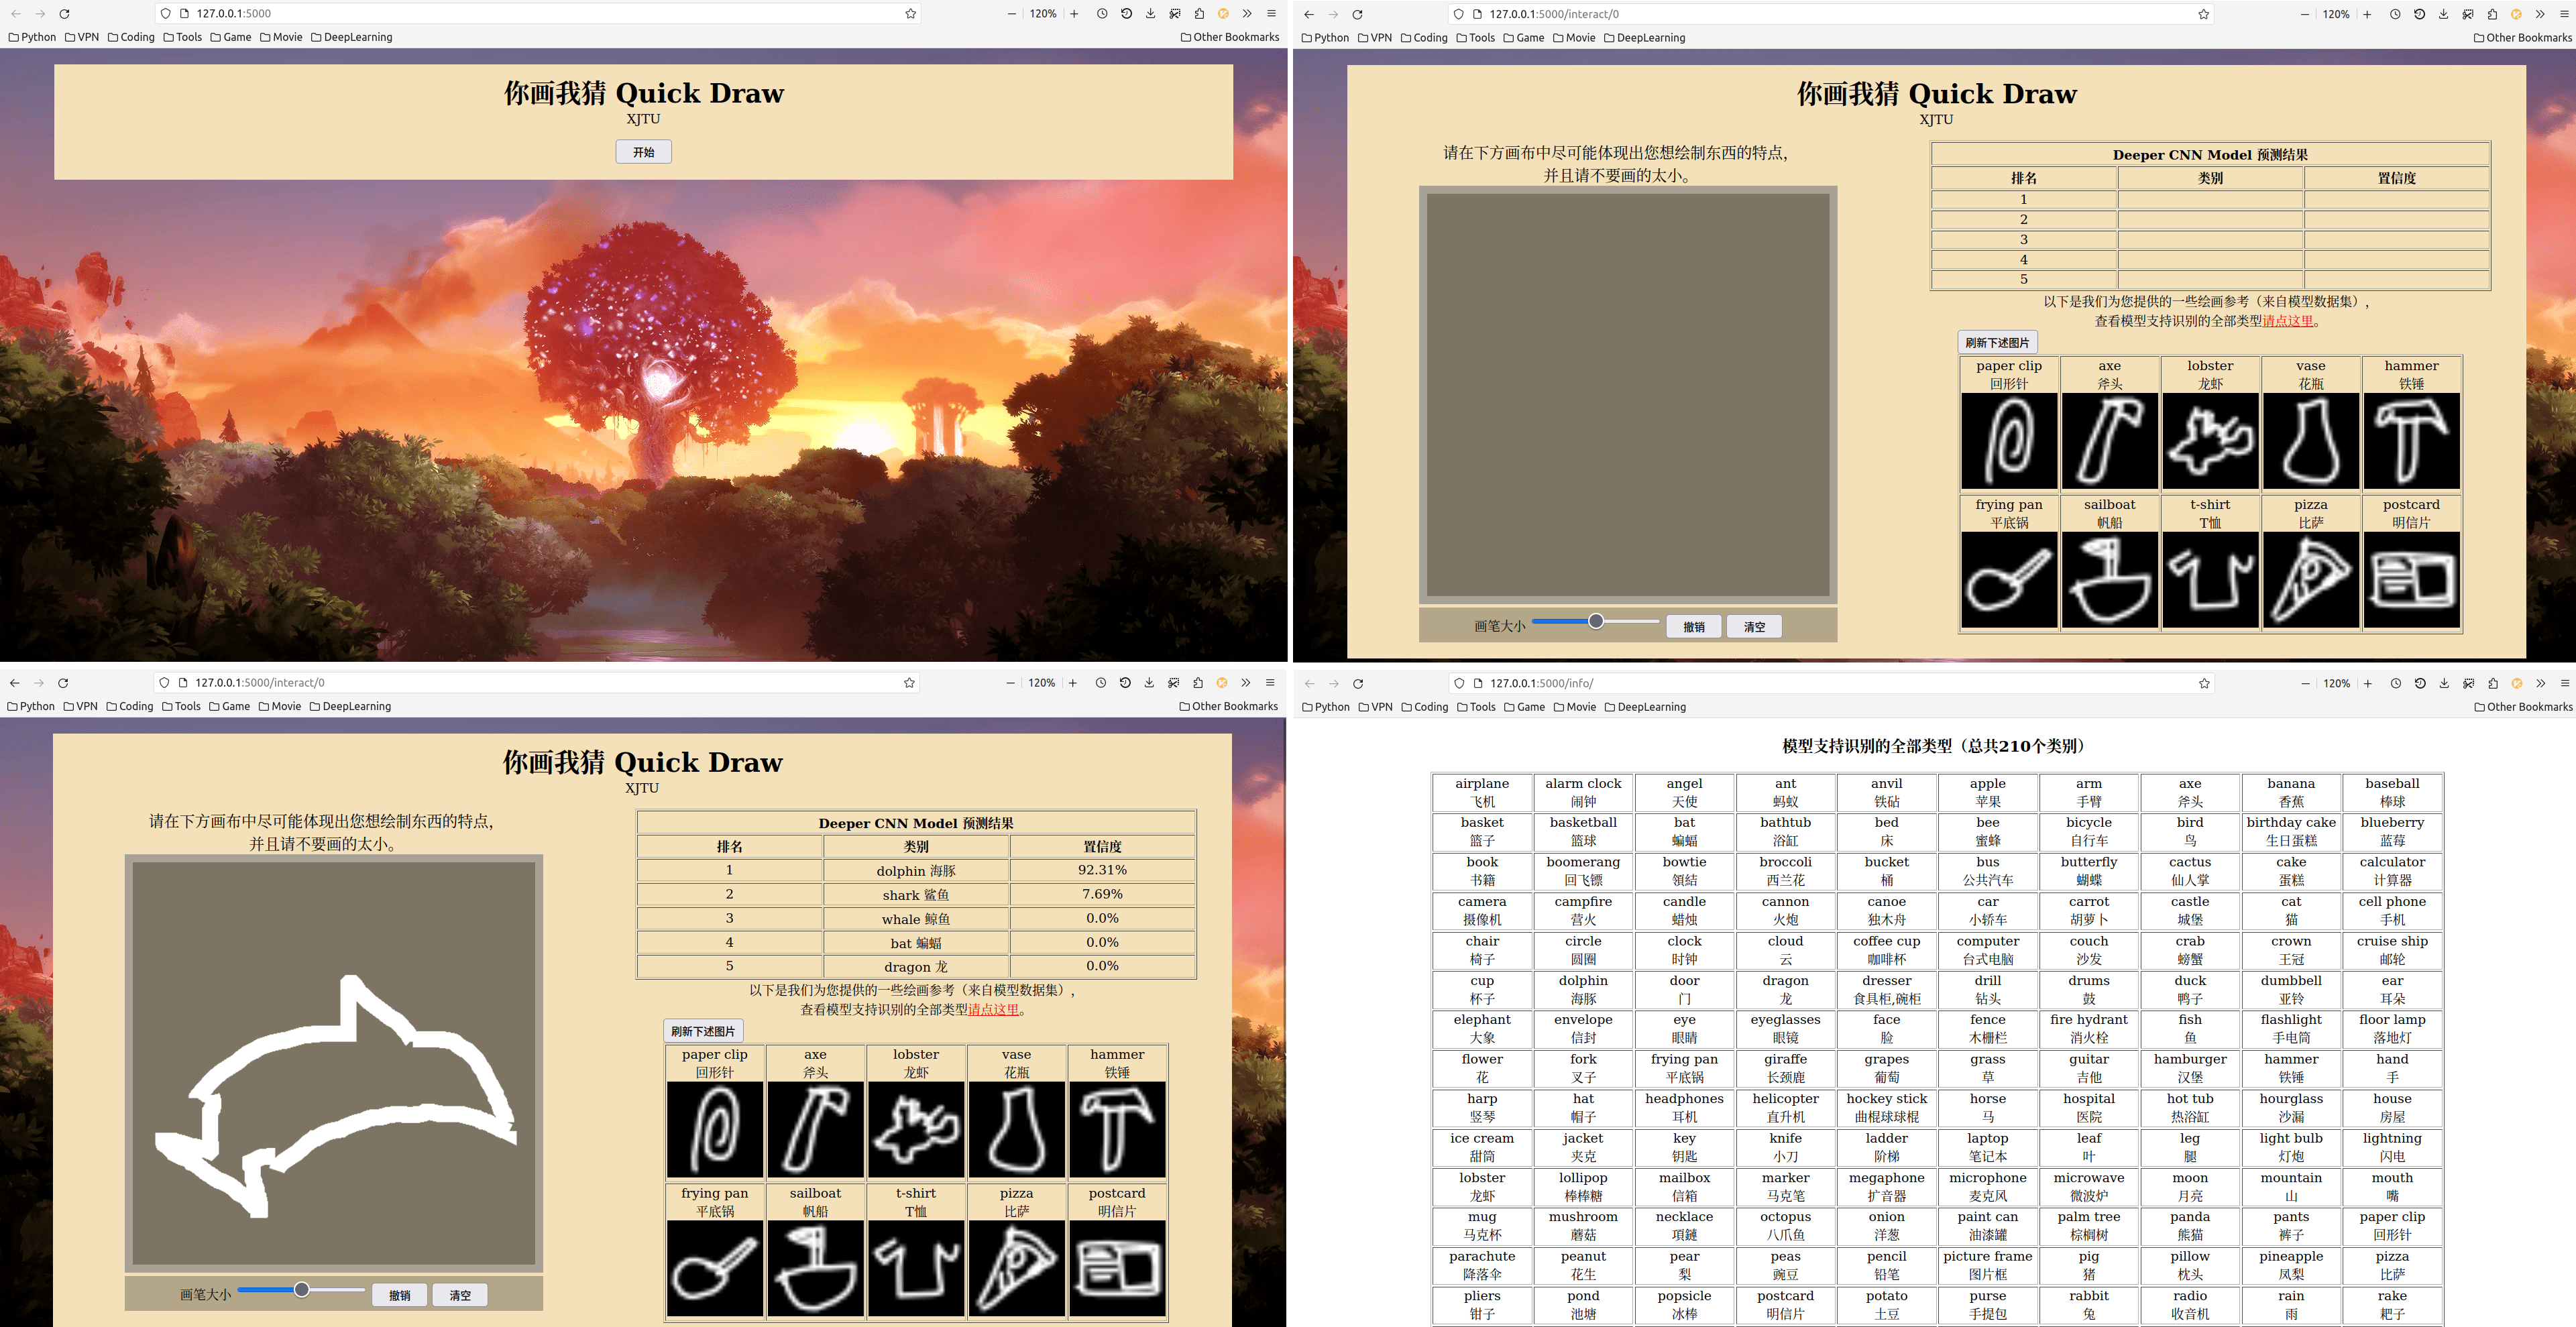 127.0.0.1:5000
120%
Python VPN Coding Tools Game Movie DeepLearning Other Bookmarks
你画我猜 Quick Draw
XJTU
开始
127.0.0.1:5000/interact/0
120%
Python VPN Coding Tools Game Movie DeepLearning Other Bookmarks
你画我猜 Quick Draw
XJTU
请在下方画布中尽可能体现出您想绘制东西的特点,
并且请不要画的太小。
画笔大小 撤销 清空
Deeper CNN Model 预测结果
排名 类别 置信度
1
2
3
4
5
以下是我们为您提供的一些绘画参考（来自模型数据集）,
查看模型支持识别的全部类型请点这里。
刷新下述图片
paper clip axe lobster vase hammer
回形针 斧头 龙虾 花瓶 铁锤
frying pan sailboat t-shirt pizza postcard
平底锅 帆船 T恤 比萨 明信片
127.0.0.1:5000/interact/0
120%
Python VPN Coding Tools Game Movie DeepLearning Other Bookmarks
你画我猜 Quick Draw
XJTU
请在下方画布中尽可能体现出您想绘制东西的特点,
并且请不要画的太小。
画笔大小 撤销 清空
Deeper CNN Model 预测结果
排名 类别 置信度
1 dolphin 海豚 92.31%
2 shark 鲨鱼 7.69%
3 whale 鲸鱼 0.0%
4 bat 蝙蝠 0.0%
5 dragon 龙 0.0%
以下是我们为您提供的一些绘画参考（来自模型数据集）,
查看模型支持识别的全部类型请点这里。
刷新下述图片
paper clip axe lobster vase hammer
回形针 斧头 龙虾 花瓶 铁锤
frying pan sailboat t-shirt pizza postcard
平底锅 帆船 T恤 比萨 明信片
127.0.0.1:5000/info/
120%
Python VPN Coding Tools Game Movie DeepLearning Other Bookmarks
模型支持识别的全部类型（总共210个类别）
airplane alarm clock angel ant anvil apple arm axe banana baseball
飞机 闹钟 天使 蚂蚁 铁砧 苹果 手臂 斧头 香蕉 棒球
basket basketball bat bathtub bed bee bicycle bird birthday cake blueberry
篮子 篮球 蝙蝠 浴缸 床 蜜蜂 自行车 鸟 生日蛋糕 蓝莓
book boomerang bowtie broccoli bucket bus butterfly cactus cake calculator
书籍 回飞镖 領結 西兰花 桶 公共汽车 蝴蝶 仙人掌 蛋糕 计算器
camera campfire candle cannon canoe car carrot castle cat cell phone
摄像机 营火 蜡烛 火炮 独木舟 小轿车 胡萝卜 城堡 猫 手机
chair circle clock cloud coffee cup computer couch crab crown cruise ship
椅子 圆圈 时钟 云 咖啡杯 台式电脑 沙发 螃蟹 王冠 邮轮
cup dolphin door dragon dresser drill drums duck dumbbell ear
杯子 海豚 门 龙 食具柜,碗柜 钻头 鼓 鸭子 亚铃 耳朵
elephant envelope eye eyeglasses face fence fire hydrant fish flashlight floor lamp
大象 信封 眼睛 眼镜 脸 木栅栏 消火栓 鱼 手电筒 落地灯
flower fork frying pan giraffe grapes grass guitar hamburger hammer hand
花 叉子 平底锅 长颈鹿 葡萄 草 吉他 汉堡 铁锤 手
harp hat headphones helicopter hockey stick horse hospital hot tub hourglass house
竖琴 帽子 耳机 直升机 曲棍球球棍 马 医院 热浴缸 沙漏 房屋
ice cream jacket key knife ladder laptop leaf leg light bulb lightning
甜筒 夹克 钥匙 小刀 阶梯 笔记本 叶 腿 灯炮 闪电
lobster lollipop mailbox marker megaphone microphone microwave moon mountain mouth
龙虾 棒棒糖 信箱 马克笔 扩音器 麦克风 微波炉 月亮 山 嘴
mug mushroom necklace octopus onion paint can palm tree panda pants paper clip
马克杯 蘑菇 項鏈 八爪鱼 洋葱 油漆罐 棕榈树 熊猫 裤子 回形针
parachute peanut pear peas pencil picture frame pig pillow pineapple pizza
降落伞 花生 梨 豌豆 铅笔 图片框 猪 枕头 凤梨 比萨
pliers pond popsicle postcard potato purse rabbit radio rain rake
钳子 池塘 冰棒 明信片 土豆 手提包 兔 收音机 雨 耙子